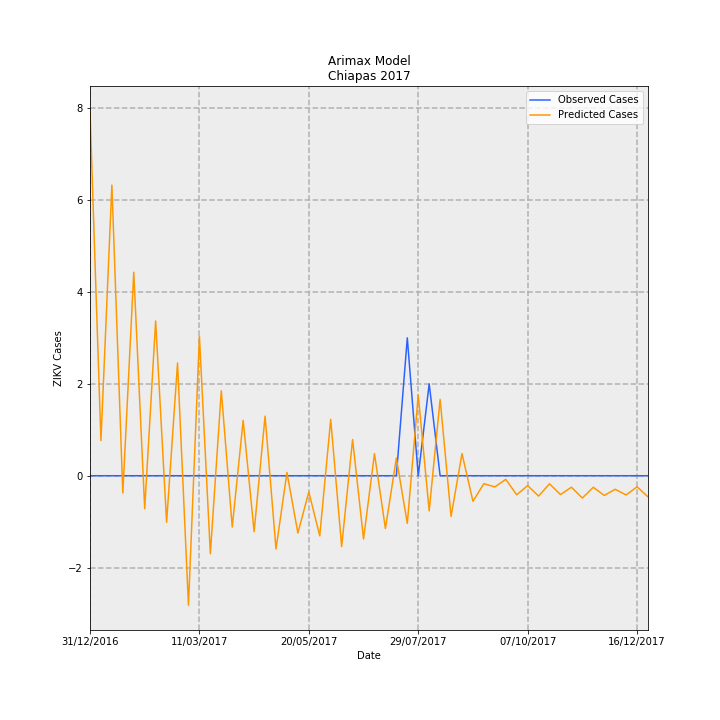 Arimax Model
Chiapas 2017
Observed Cases
Predicted Cases
8
6
4
2
0
−2
ZIKV Cases
31/12/2016 11/03/2017 20/05/2017 29/07/2017 07/10/2017 16/12/2017
Date